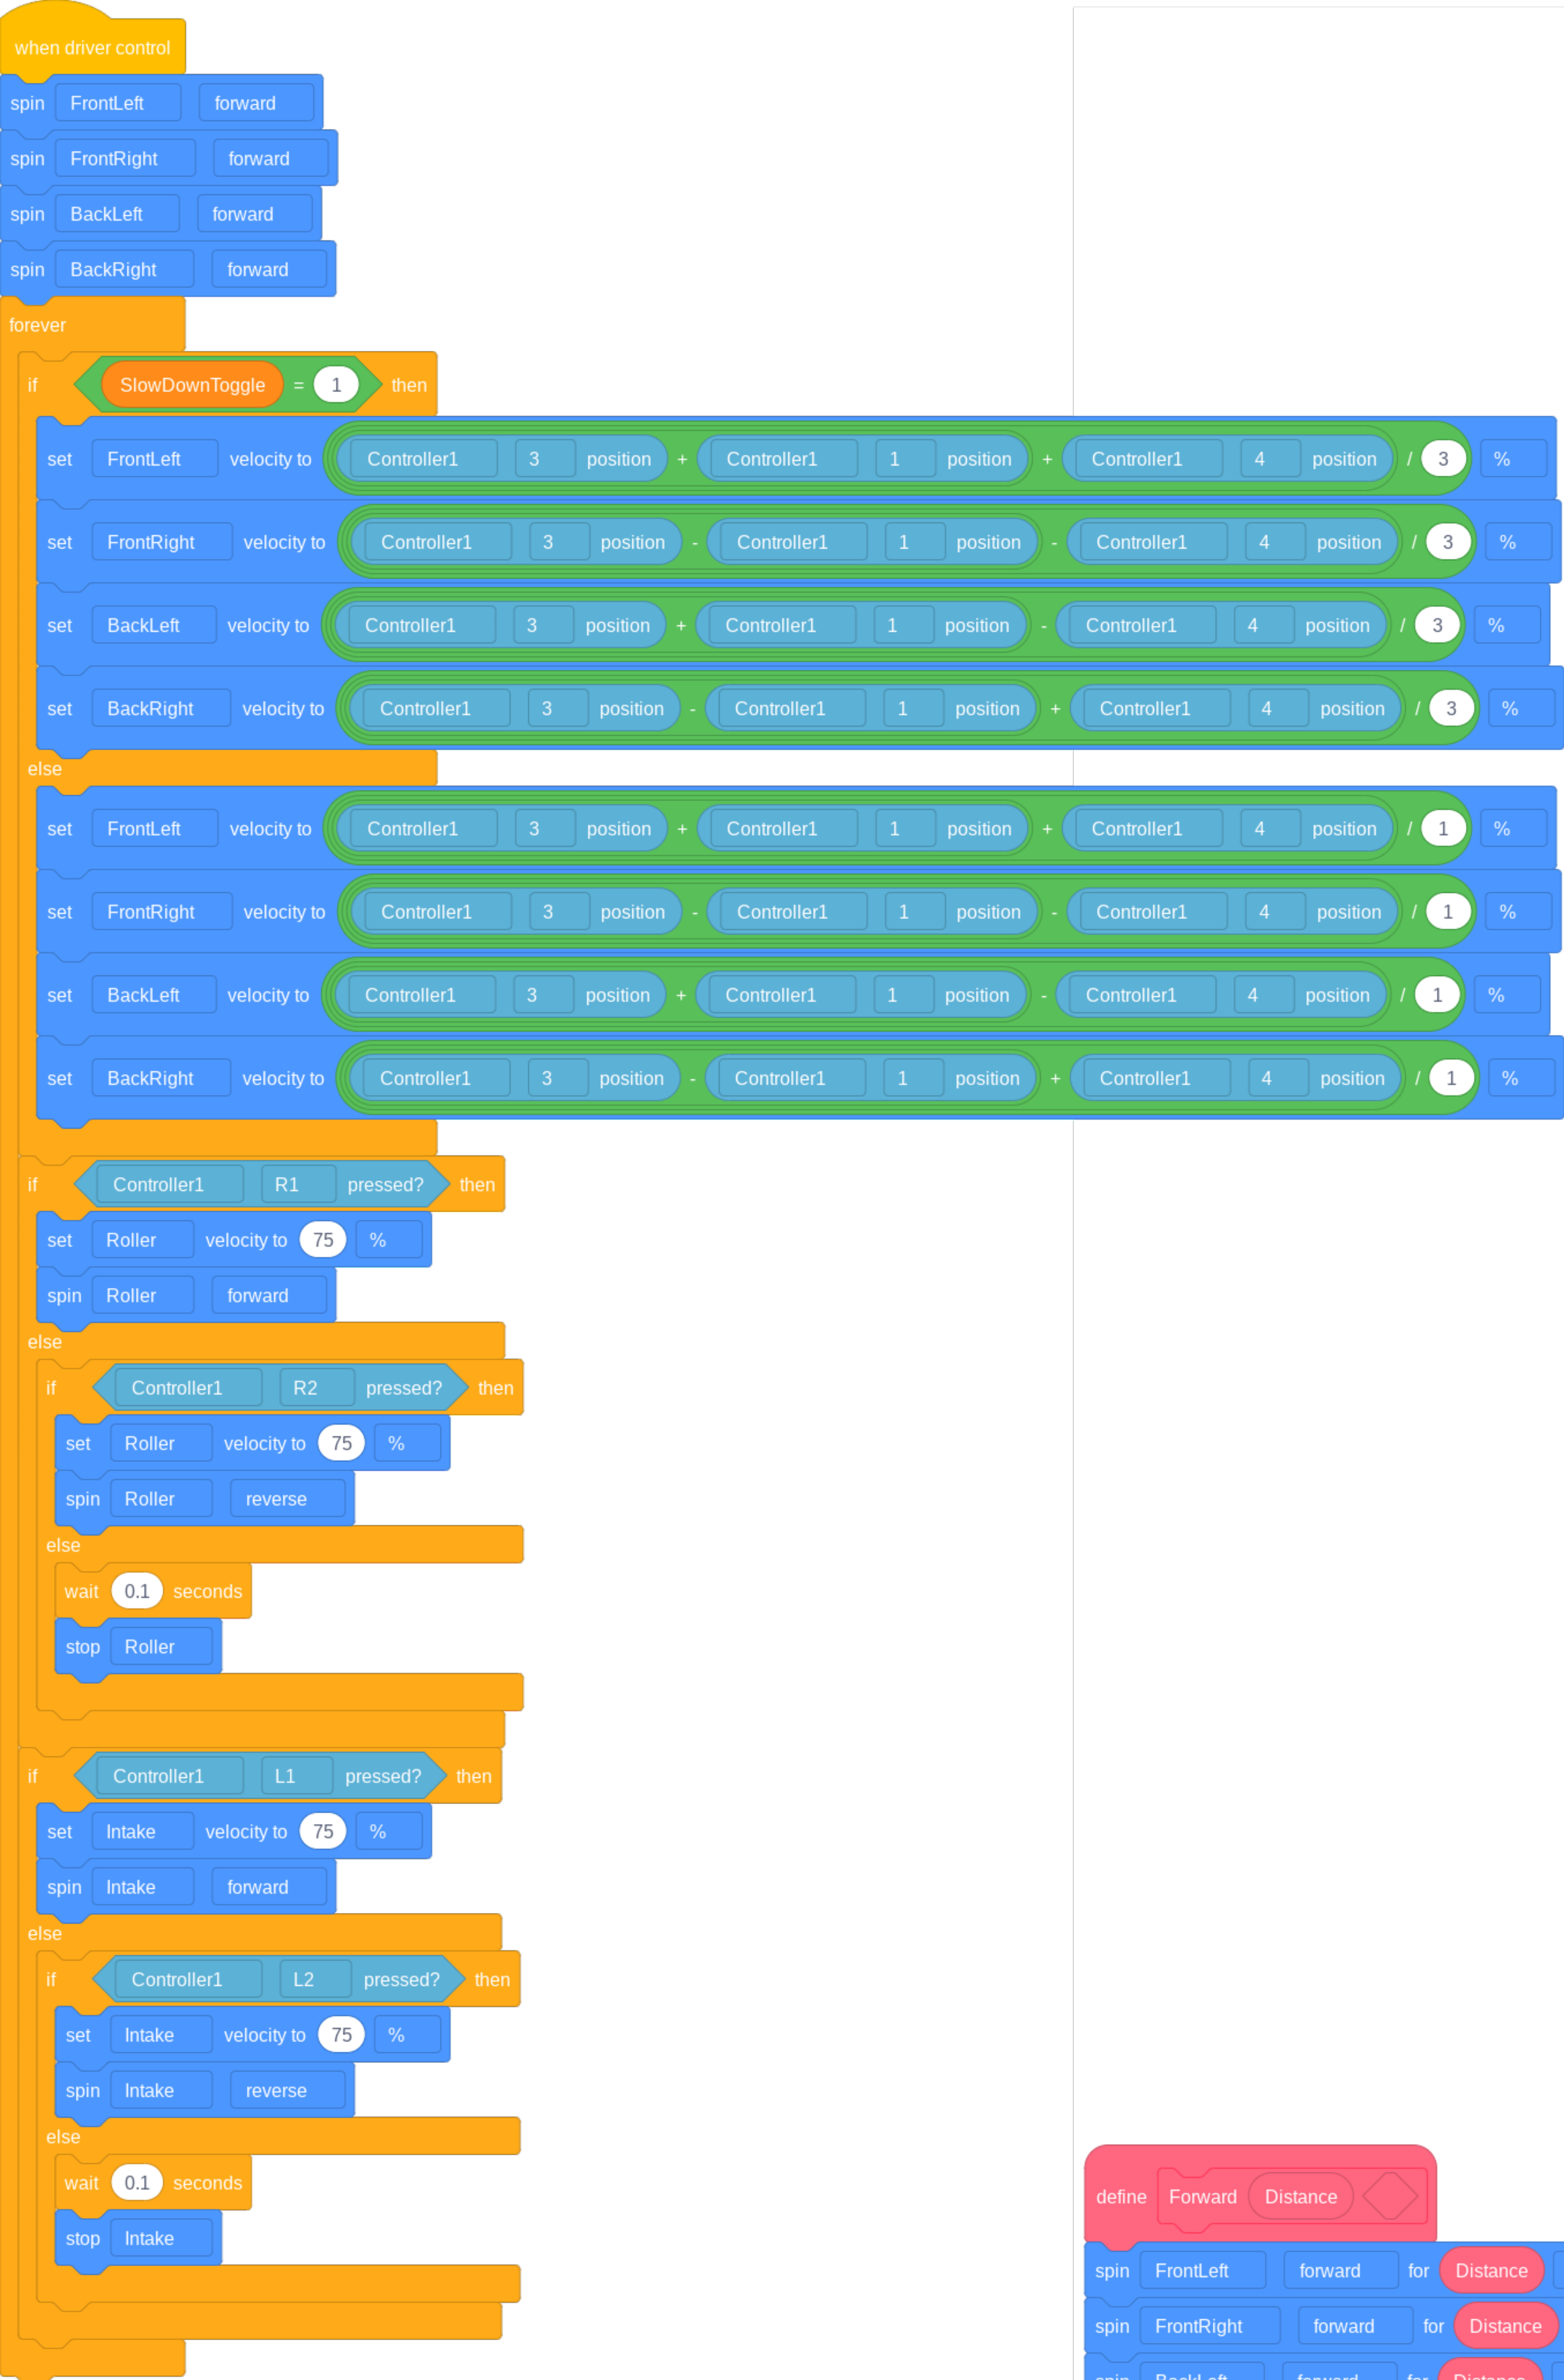 when driver control
spin FrontLeft forward
spin FrontRight forward
spin BackLeft forward
spin BackRight forward
forever
if SlowDownToggle = 1 then
set FrontLeft velocity to Controller1 3 position + Controller1 1 position + Controller1 4 position / 3 %
set FrontRight velocity to Controller1 3 position - Controller1 1 position - Controller1 4 position / 3 %
set BackLeft velocity to Controller1 3 position + Controller1 1 position - Controller1 4 position / 3 %
set BackRight velocity to Controller1 3 position - Controller1 1 position + Controller1 4 position / 3 %
else
set FrontLeft velocity to Controller1 3 position + Controller1 1 position + Controller1 4 position / 1 %
set FrontRight velocity to Controller1 3 position - Controller1 1 position - Controller1 4 position / 1 %
set BackLeft velocity to Controller1 3 position + Controller1 1 position - Controller1 4 position / 1 %
set BackRight velocity to Controller1 3 position - Controller1 1 position + Controller1 4 position / 1 %
if Controller1 R1 pressed? then
set Roller velocity to 75 %
spin Roller forward
else
if Controller1 R2 pressed? then
set Roller velocity to 75 %
spin Roller reverse
else
wait 0.1 seconds
stop Roller
if Controller1 L1 pressed? then
set Intake velocity to 75 %
spin Intake forward
else
if Controller1 L2 pressed? then
set Intake velocity to 75 %
spin Intake reverse
else
wait 0.1 seconds
stop Intake
define Forward Distance
spin FrontLeft forward for Distance
spin FrontRight forward for Distance
spin BackLeft forward for Distance